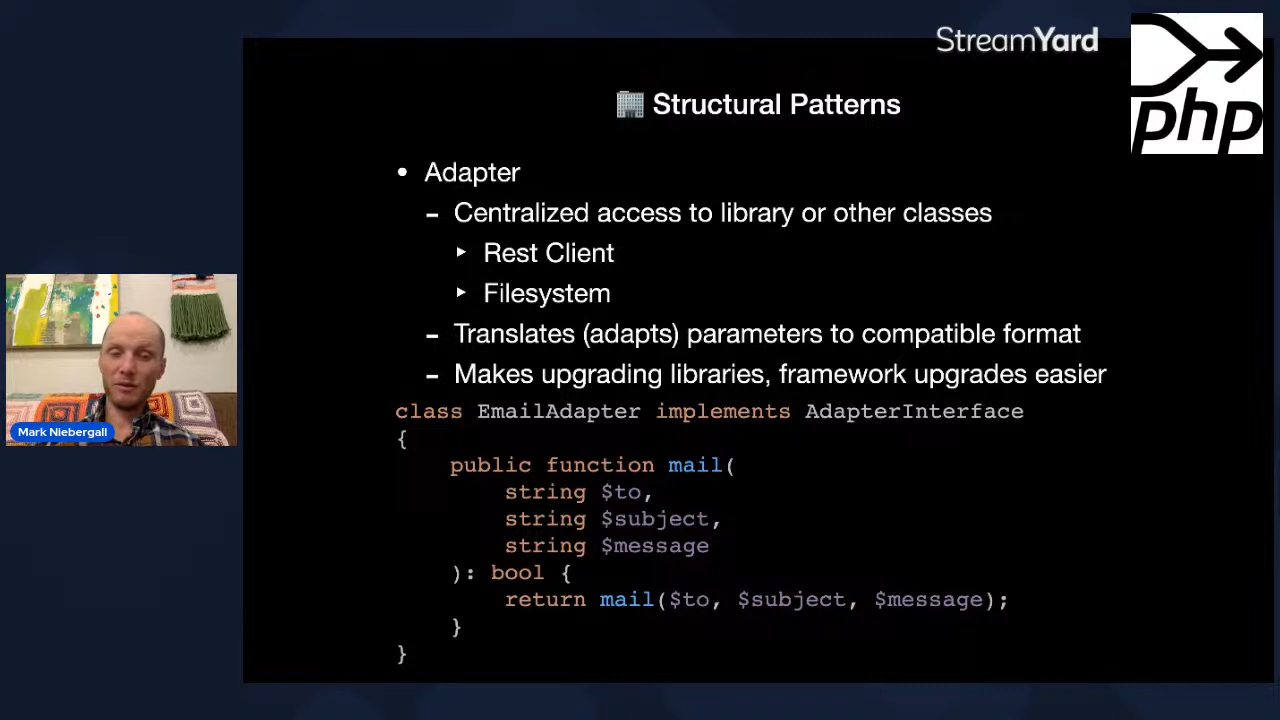 StreamYard
php
Structural Patterns
• Adapter
- Centralized access to library or other classes
‣ Rest Client
‣ Filesystem
- Translates (adapts) parameters to compatible format
- Makes upgrading libraries, framework upgrades easier
class EmailAdapter implements AdapterInterface
{
    public function mail(
        string $to,
        string $subject,
        string $message
    ): bool {
        return mail($to, $subject, $message);
    }
}
Mark Niebergall